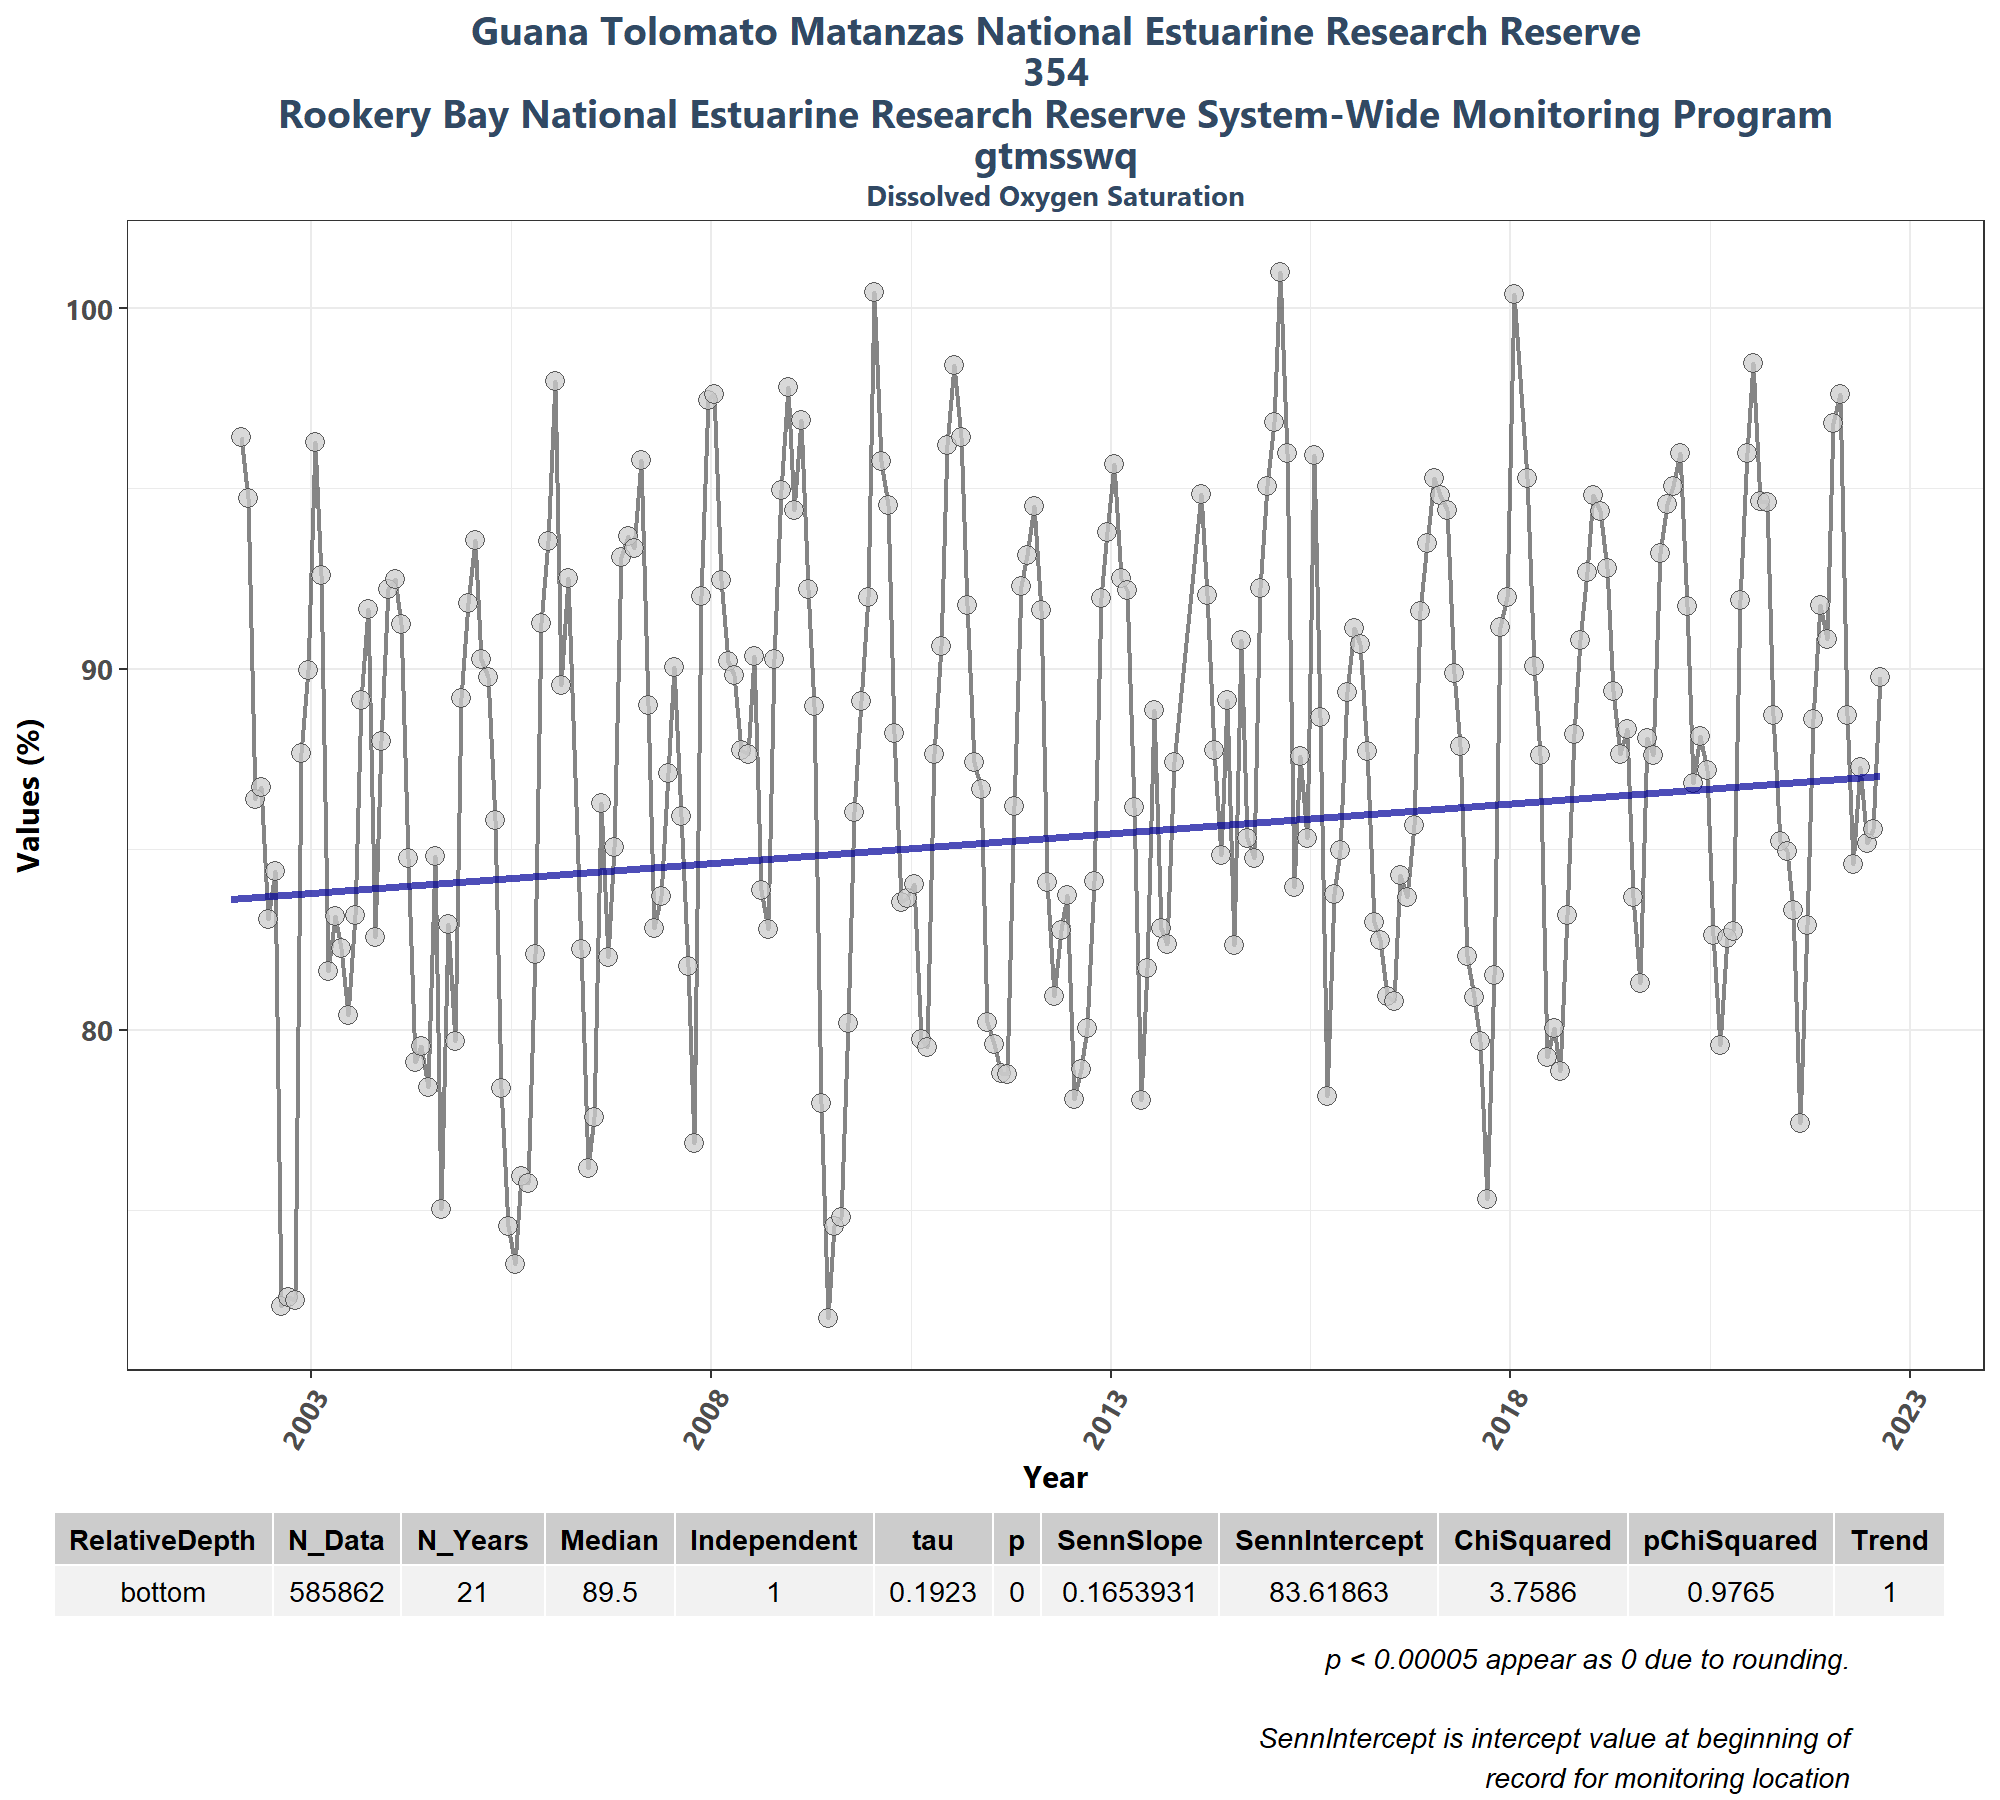 Guana Tolomato Matanzas National Estuarine Research Reserve
354
Rookery Bay National Estuarine Research Reserve System-Wide Monitoring Program
gtmsswq
Dissolved Oxygen Saturation
100
90
80
Values (%)
2003 2008 2013 2018 2023
Year
RelativeDepth N_Data N_Years Median Independent tau p SennSlope SennIntercept ChiSquared pChiSquared Trend
bottom 585862 21 89.5 1 0.1923 0 0.1653931 83.61863 3.7586 0.9765 1
p < 0.00005 appear as 0 due to rounding.
SennIntercept is intercept value at beginning of
record for monitoring location